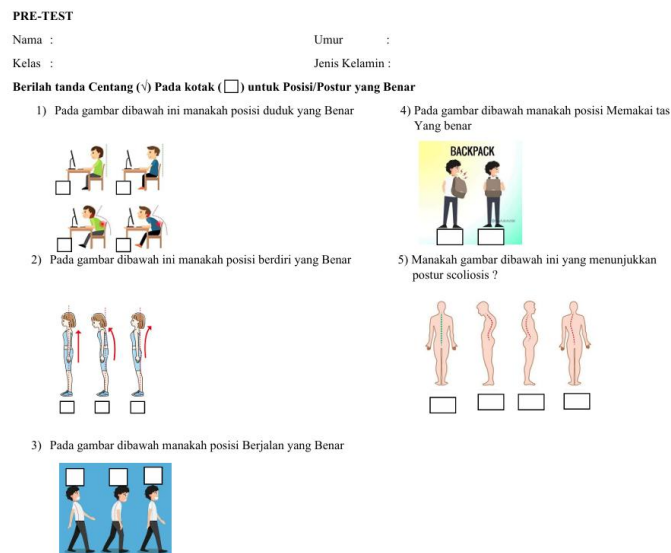 PRE-TEST
Nama :
Umur :
Kelas :
Jenis Kelamin :
Berilah tanda Centang (√) Pada kotak (□) untuk Posisi/Postur yang Benar
1) Pada gambar dibawah ini manakah posisi duduk yang Benar
2) Pada gambar dibawah ini manakah posisi berdiri yang Benar
3) Pada gambar dibawah manakah posisi Berjalan yang Benar
4) Pada gambar dibawah manakah posisi Memakai tas
Yang benar
BACKPACK
5) Manakah gambar dibawah ini yang menunjukkan
postur scoliosis ?